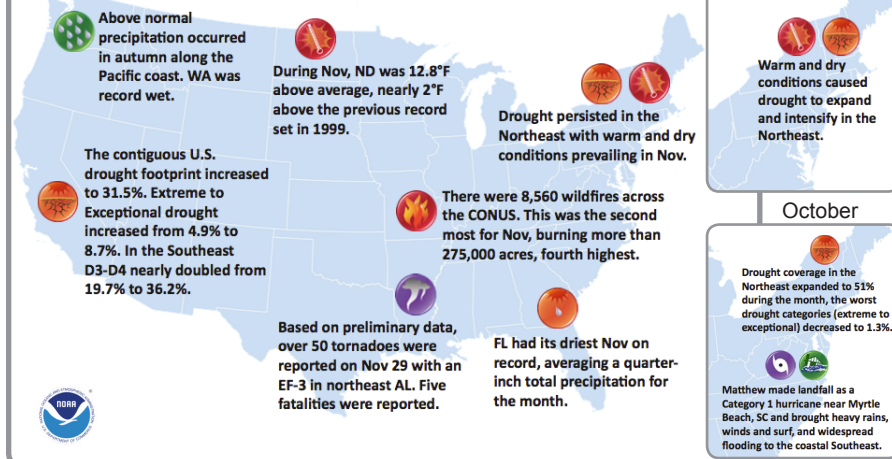 Above normal
precipitation occurred
in autumn along the
Pacific coast. WA was
record wet.
During Nov, ND was 12.8°F
above average, nearly 2°F
above the previous record
set in 1999.
Drought persisted in the
Northeast with warm and dry
conditions prevailing in Nov.
The contiguous U.S.
drought footprint increased
to 31.5%. Extreme to
Exceptional drought
increased from 4.9% to
8.7%. In the Southeast
D3-D4 nearly doubled from
19.7% to 36.2%.
There were 8,560 wildfires across
the CONUS. This was the second
most for Nov, burning more than
275,000 acres, fourth highest.
Based on preliminary data,
over 50 tornadoes were
reported on Nov 29 with an
EF-3 in northeast AL. Five
fatalities were reported.
FL had its driest Nov on
record, averaging a quarter-
inch total precipitation for
the month.
NOAA
Warm and dry
conditions caused
drought to expand
and intensify in the
Northeast.
October
Drought coverage in the
Northeast expanded to 51%
during the month, the worst
drought categories (extreme to
exceptional) decreased to 1.3%.
Matthew made landfall as a
Category 1 hurricane near Myrtle
Beach, SC and brought heavy rains,
winds and surf, and widespread
flooding to the coastal Southeast.